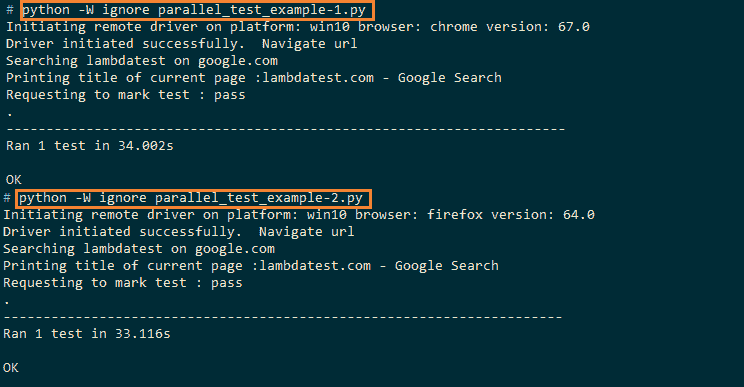 # python -W ignore parallel_test_example-1.py
Initiating remote driver on platform: win10 browser: chrome version: 67.0
Driver initiated successfully.  Navigate url
Searching lambdatest on google.com
Printing title of current page :lambdatest.com - Google Search
Requesting to mark test : pass
.
----------------------------------------------------------------------
Ran 1 test in 34.002s
OK
# python -W ignore parallel_test_example-2.py
Initiating remote driver on platform: win10 browser: firefox version: 64.0
Driver initiated successfully.  Navigate url
Searching lambdatest on google.com
Printing title of current page :lambdatest.com - Google Search
Requesting to mark test : pass
.
----------------------------------------------------------------------
Ran 1 test in 33.116s
OK